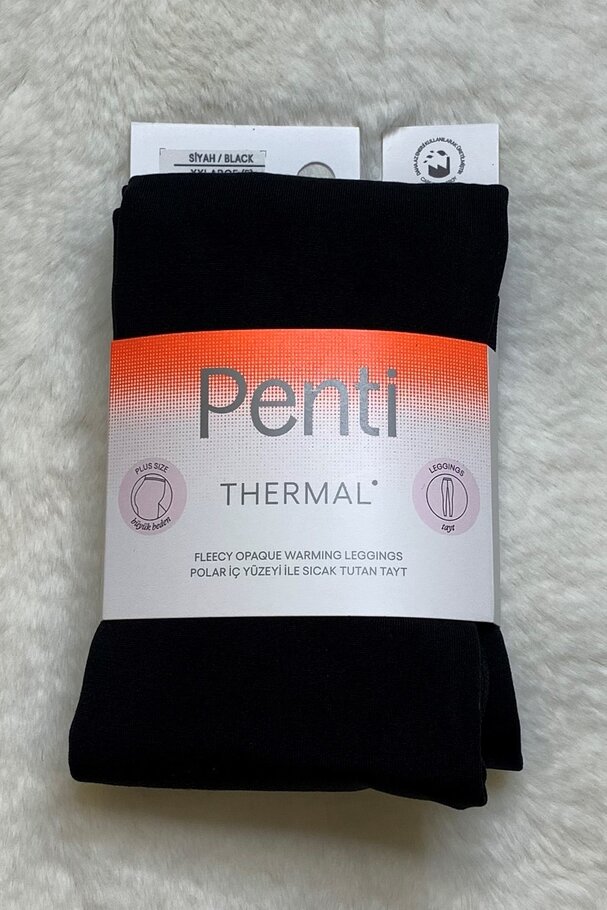 SİYAH / BLACK
Penti
THERMAL
PLUS SIZE
büyük beden
LEGGINGS
tayt
FLEECY OPAQUE WARMING LEGGINGS
POLAR İÇ YÜZEYİ İLE SICAK TUTAN TAYT